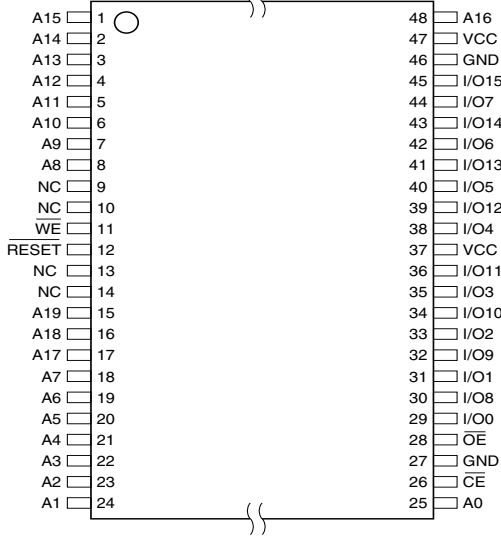 A15 1 48 A16
A14 2 47 VCC
A13 3 46 GND
A12 4 45 I/O15
A11 5 44 I/O7
A10 6 43 I/O14
A9 7 42 I/O6
A8 8 41 I/O13
NC 9 40 I/O5
NC 10 39 I/O12
WE 11 38 I/O4
RESET 12 37 VCC
NC 13 36 I/O11
NC 14 35 I/O3
A19 15 34 I/O10
A18 16 33 I/O2
A17 17 32 I/O9
A7 18 31 I/O1
A6 19 30 I/O8
A5 20 29 I/O0
A4 21 28 OE
A3 22 27 GND
A2 23 26 CE
A1 24 25 A0